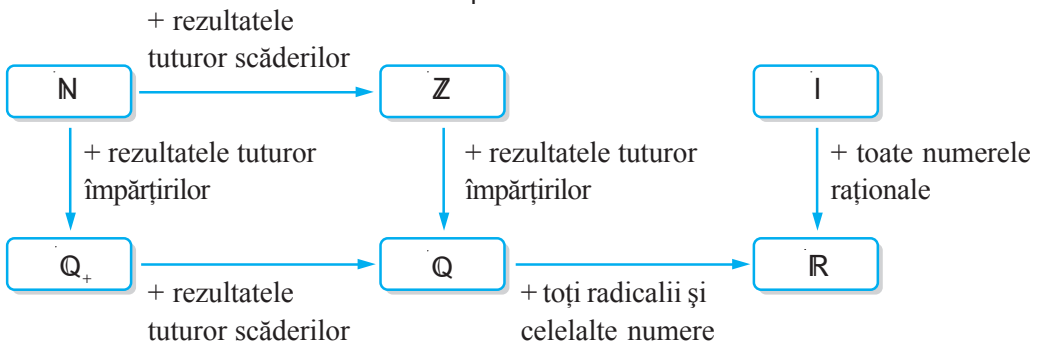 + rezultatele
tuturor scăderilor
ℕ
ℤ
I
+ rezultatele tuturor
împărțirilor
+ rezultatele tuturor
împărțirilor
+ toate numerele
raționale
ℚ₊
ℚ
ℝ
+ rezultatele
tuturor scăderilor
+ toți radicalii şi
celelalte numere